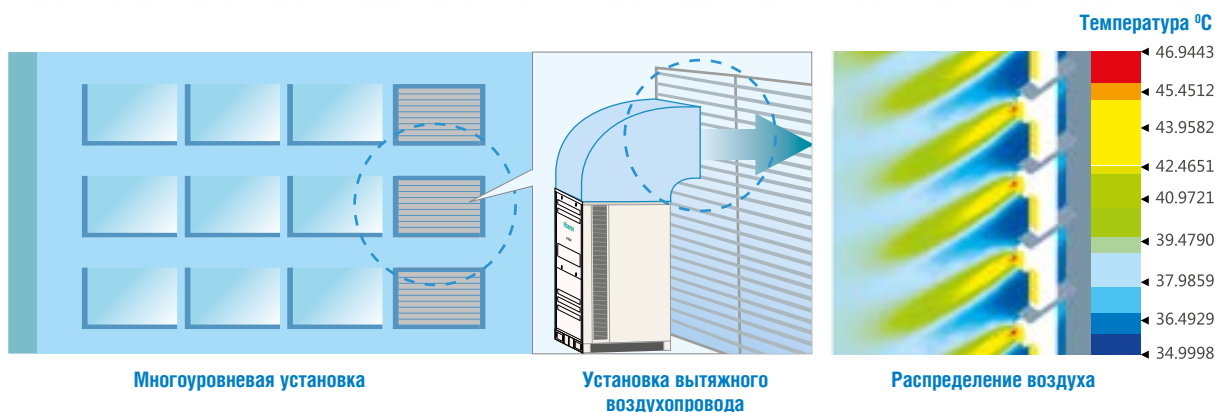 Температура ⁰С
46.9443
45.4512
43.9582
42.4651
40.9721
39.4790
37.9859
36.4929
34.9998
Многоуровневая установка
Установка вытяжного
воздухопровода
Распределение воздуха